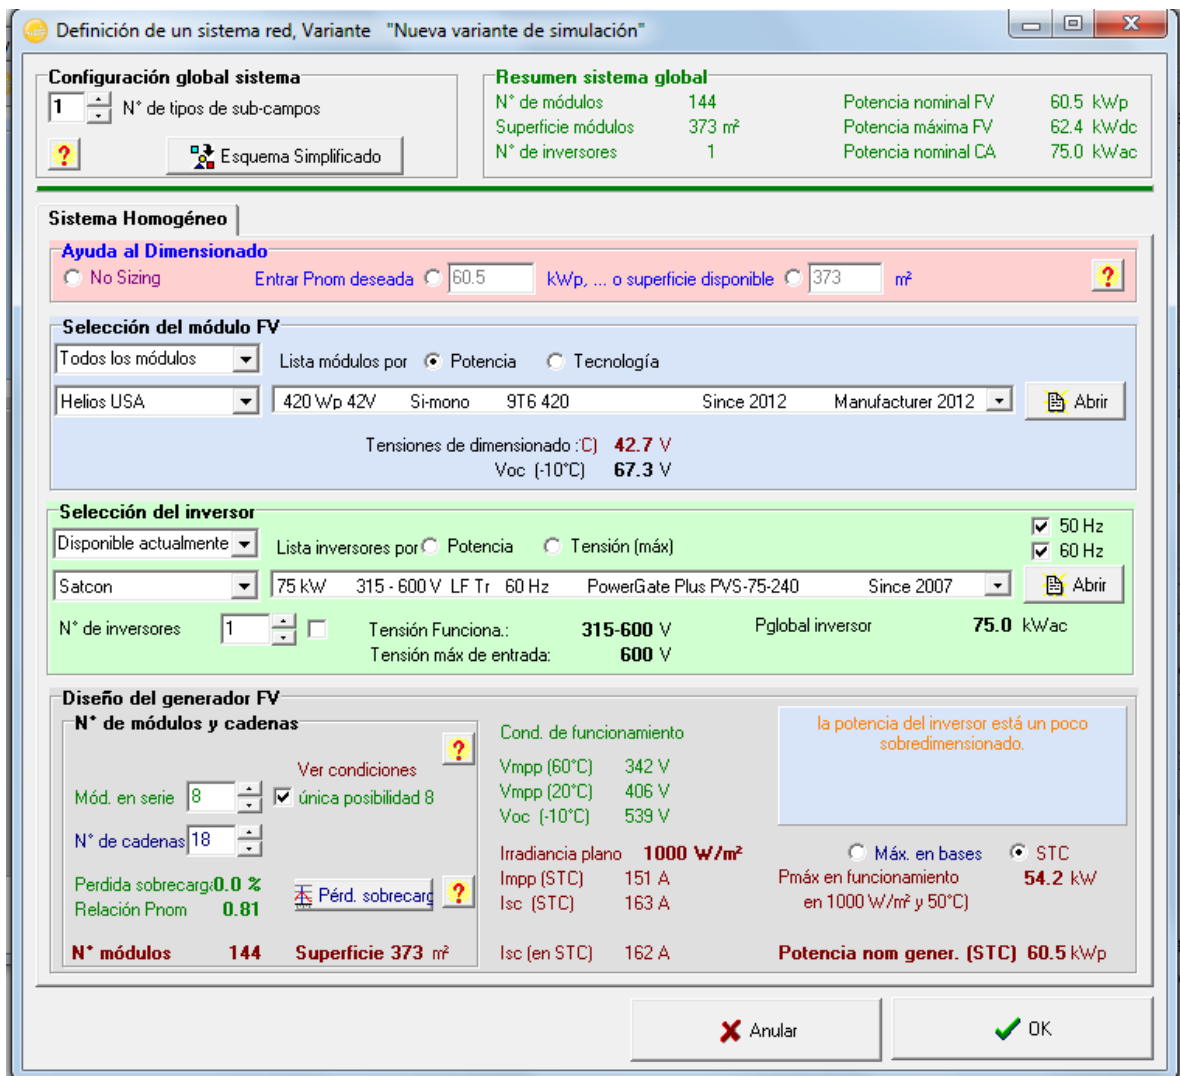 Definición de un sistema red, Variante "Nueva variante de simulación"
Configuración global sistema
1 N° de tipos de sub-campos
? Esquema Simplificado
Resumen sistema global
N° de módulos 144 Potencia nominal FV 60.5 kWp
Superficie módulos 373 m² Potencia máxima FV 62.4 kWdc
N° de inversores 1 Potencia nominal CA 75.0 kWac
Sistema Homogéneo
Ayuda al Dimensionado
No Sizing Entrar Pnom deseada 60.5 kWp, ... o superficie disponible 373 m² ?
Selección del módulo FV
Todos los módulos Lista módulos por Potencia Tecnología
Helios USA 420 Wp 42V Si-mono 9T6 420 Since 2012 Manufacturer 2012 Abrir
Tensiones de dimensionado :'C) 42.7 V
Voc (-10°C) 67.3 V
Selección del inversor
50 Hz
Disponible actualmente Lista inversores por Potencia Tensión (máx)
60 Hz
Satcon 75 kW 315 - 600 V LF Tr 60 Hz PowerGate Plus PVS-75-240 Since 2007 Abrir
N° de inversores 1 Tensión Funciona.: 315-600 V Pglobal inversor 75.0 kWac
Tensión máx de entrada: 600 V
Diseño del generador FV
N° de módulos y cadenas
?
Ver condiciones
Mód. en serie 8 única posibilidad 8
N° de cadenas 18
Perdida sobrecarga 0.0 %
Relación Pnom 0.81
Pérd. sobrecarg ?
N° módulos 144 Superficie 373 m²
Cond. de funcionamiento
Vmpp (60°C) 342 V
Vmpp (20°C) 406 V
Voc (-10°C) 539 V
Irradiancia plano 1000 W/m²
Impp (STC) 151 A
Isc (STC) 163 A
Isc (en STC) 162 A
la potencia del inversor está un poco
sobredimensionado.
Máx. en bases STC
Pmáx en funcionamiento 54.2 kW
en 1000 W/m² y 50°C)
Potencia nom gener. (STC) 60.5 kWp
Anular OK